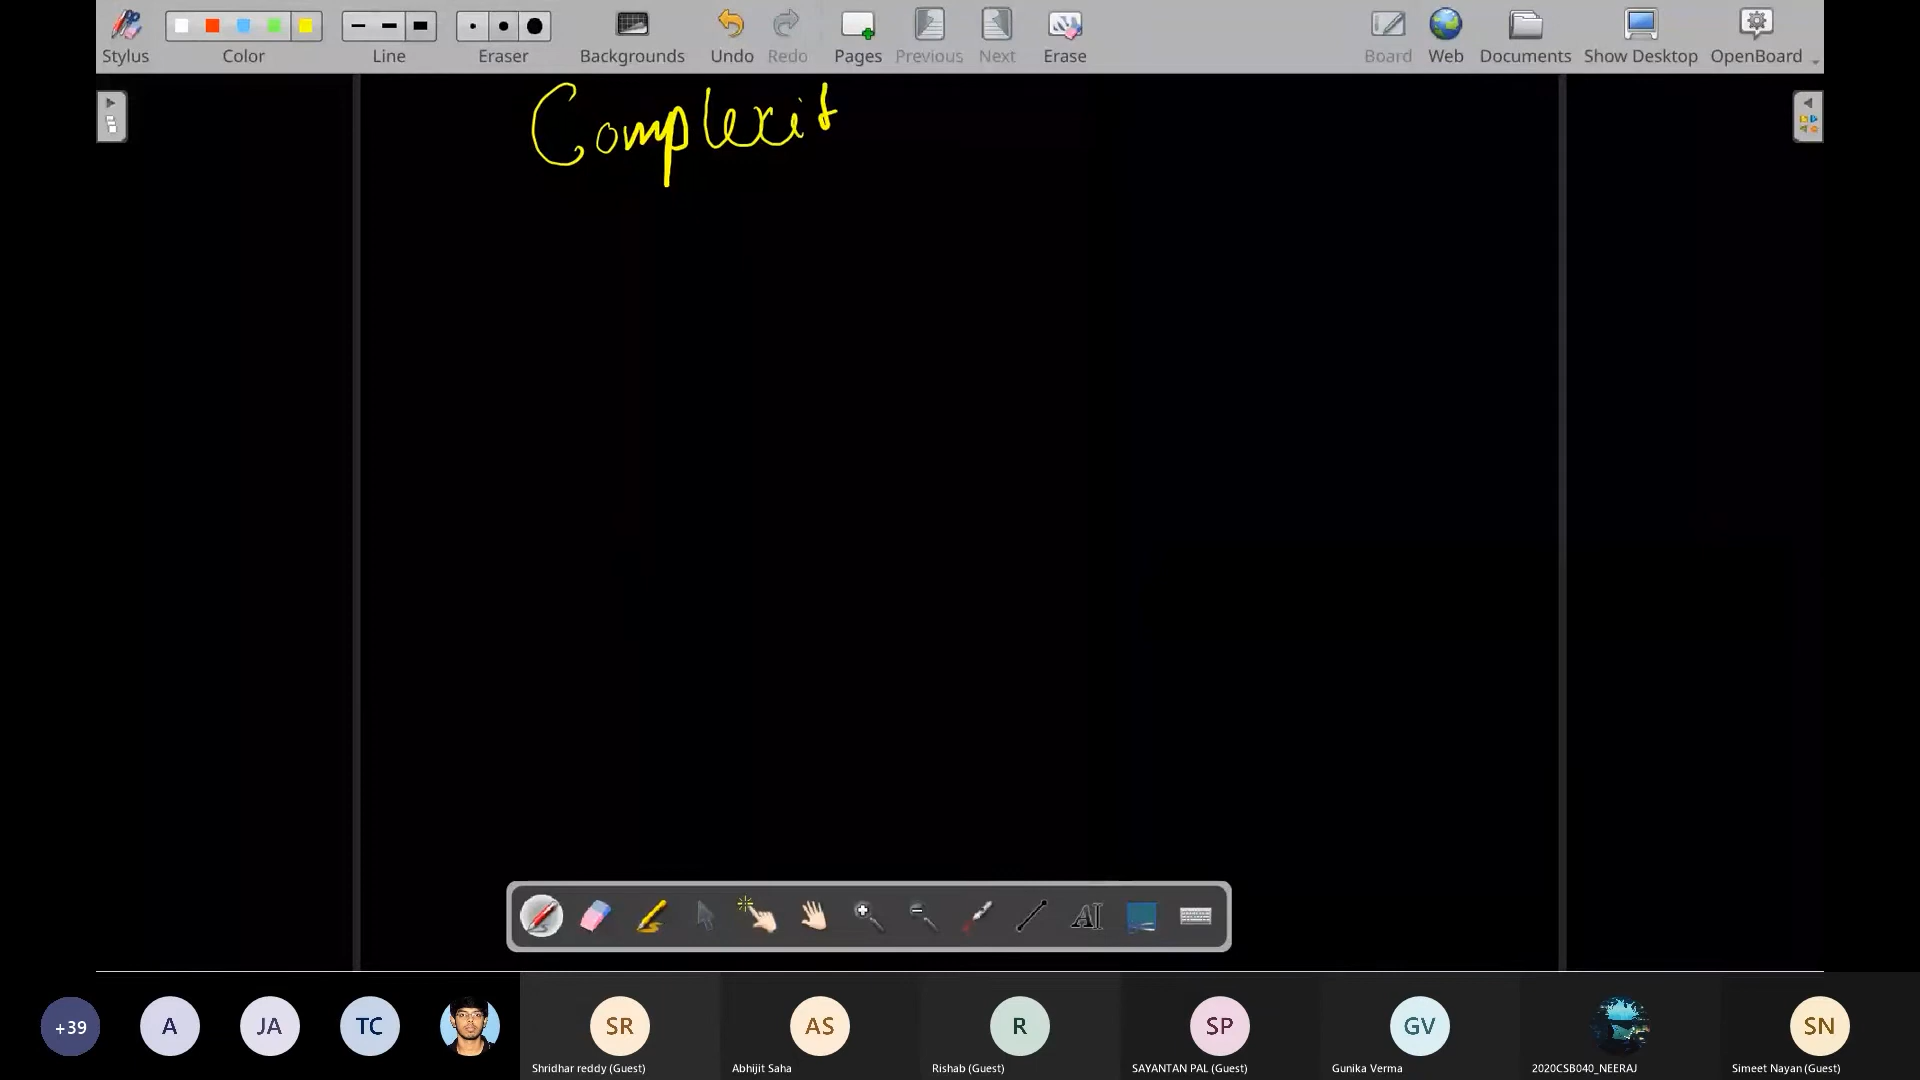 Stylus Color Line Eraser Backgrounds Undo Redo Pages Previous Next Erase Board Web Documents Show Desktop OpenBoard
Complexit
AI
+39 A JA TC SR AS R SP GV SN
Shridhar reddy (Guest) Abhijit Saha Rishab (Guest) SAYANTAN PAL (Guest) Gunika Verma 2020CSB040_NEERAJ Simeet Nayan (Guest)